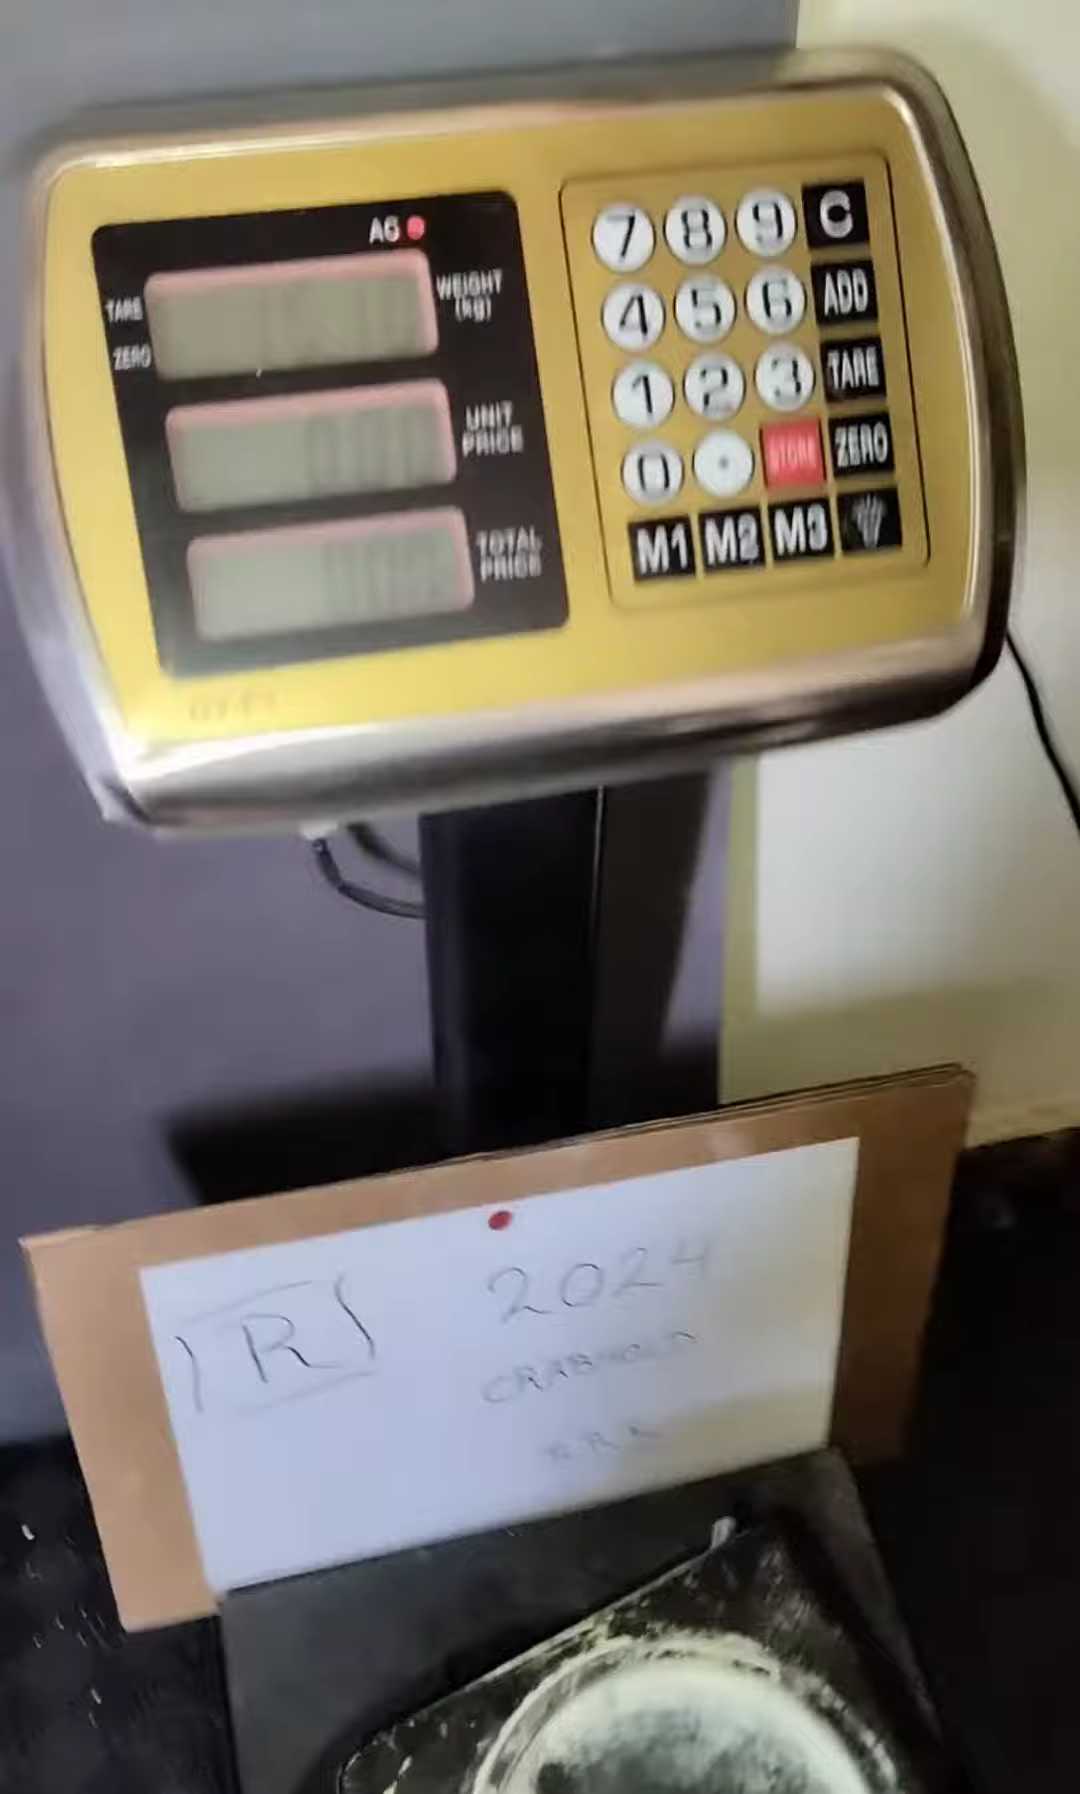 AC
TARE
WEIGHT
(kg)
ZERO
UNIT
PRICE
TOTAL
PRICE
7 8 9 C
4 5 6 ADD
1 2 3 TARE
0 . STORE ZERO
M1 M2 M3
R 2024